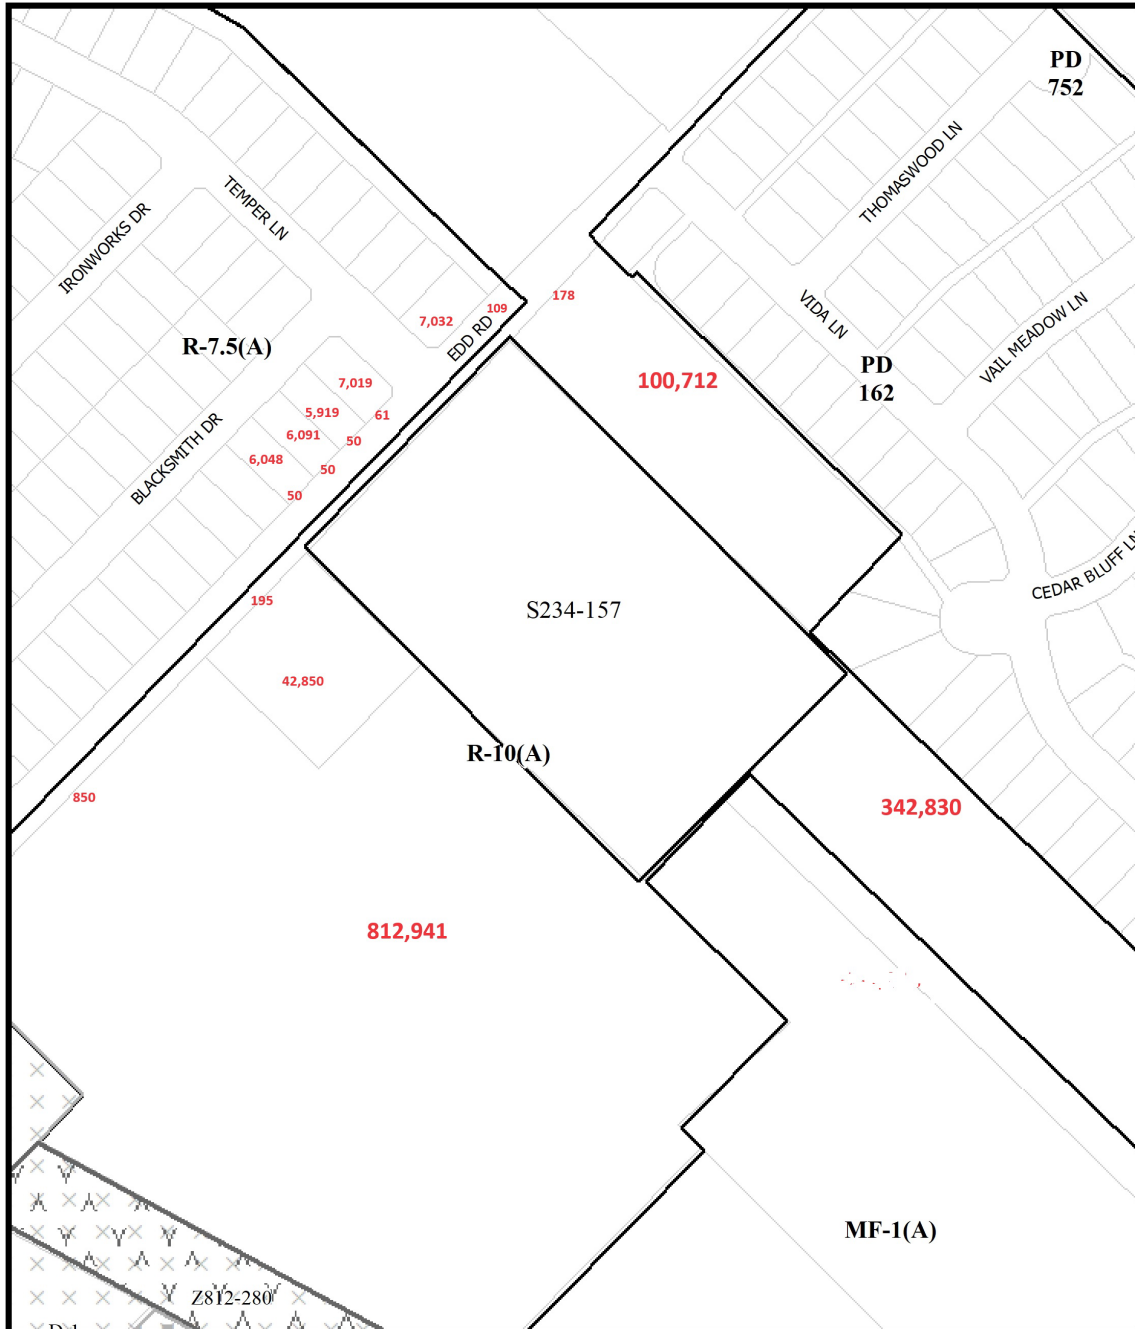 PD
752
THOMASWOOD LN
TEMPER LN
IRONWORKS DR
178
109
7,032
EDD RD
VIDA LN
VAIL MEADOW LN
R-7.5(A)
PD
162
100,712
7,019
5,919
61
6,091
50
6,048
50
50
BLACKSMITH DR
CEDAR BLUFF LN
195
S234-157
42,850
R-10(A)
850
342,830
812,941
MF-1(A)
Z812-280